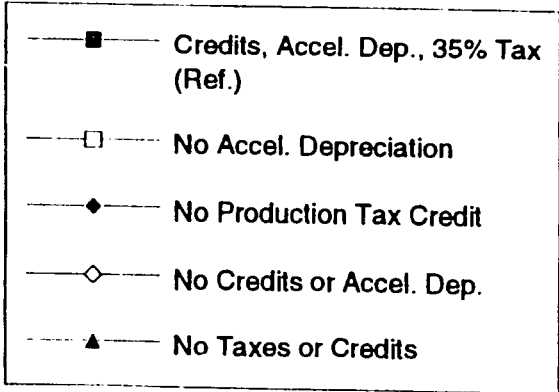 Credits, Accel. Dep., 35% Tax
(Ref.)
No Accel. Depreciation
No Production Tax Credit
No Credits or Accel. Dep.
No Taxes or Credits